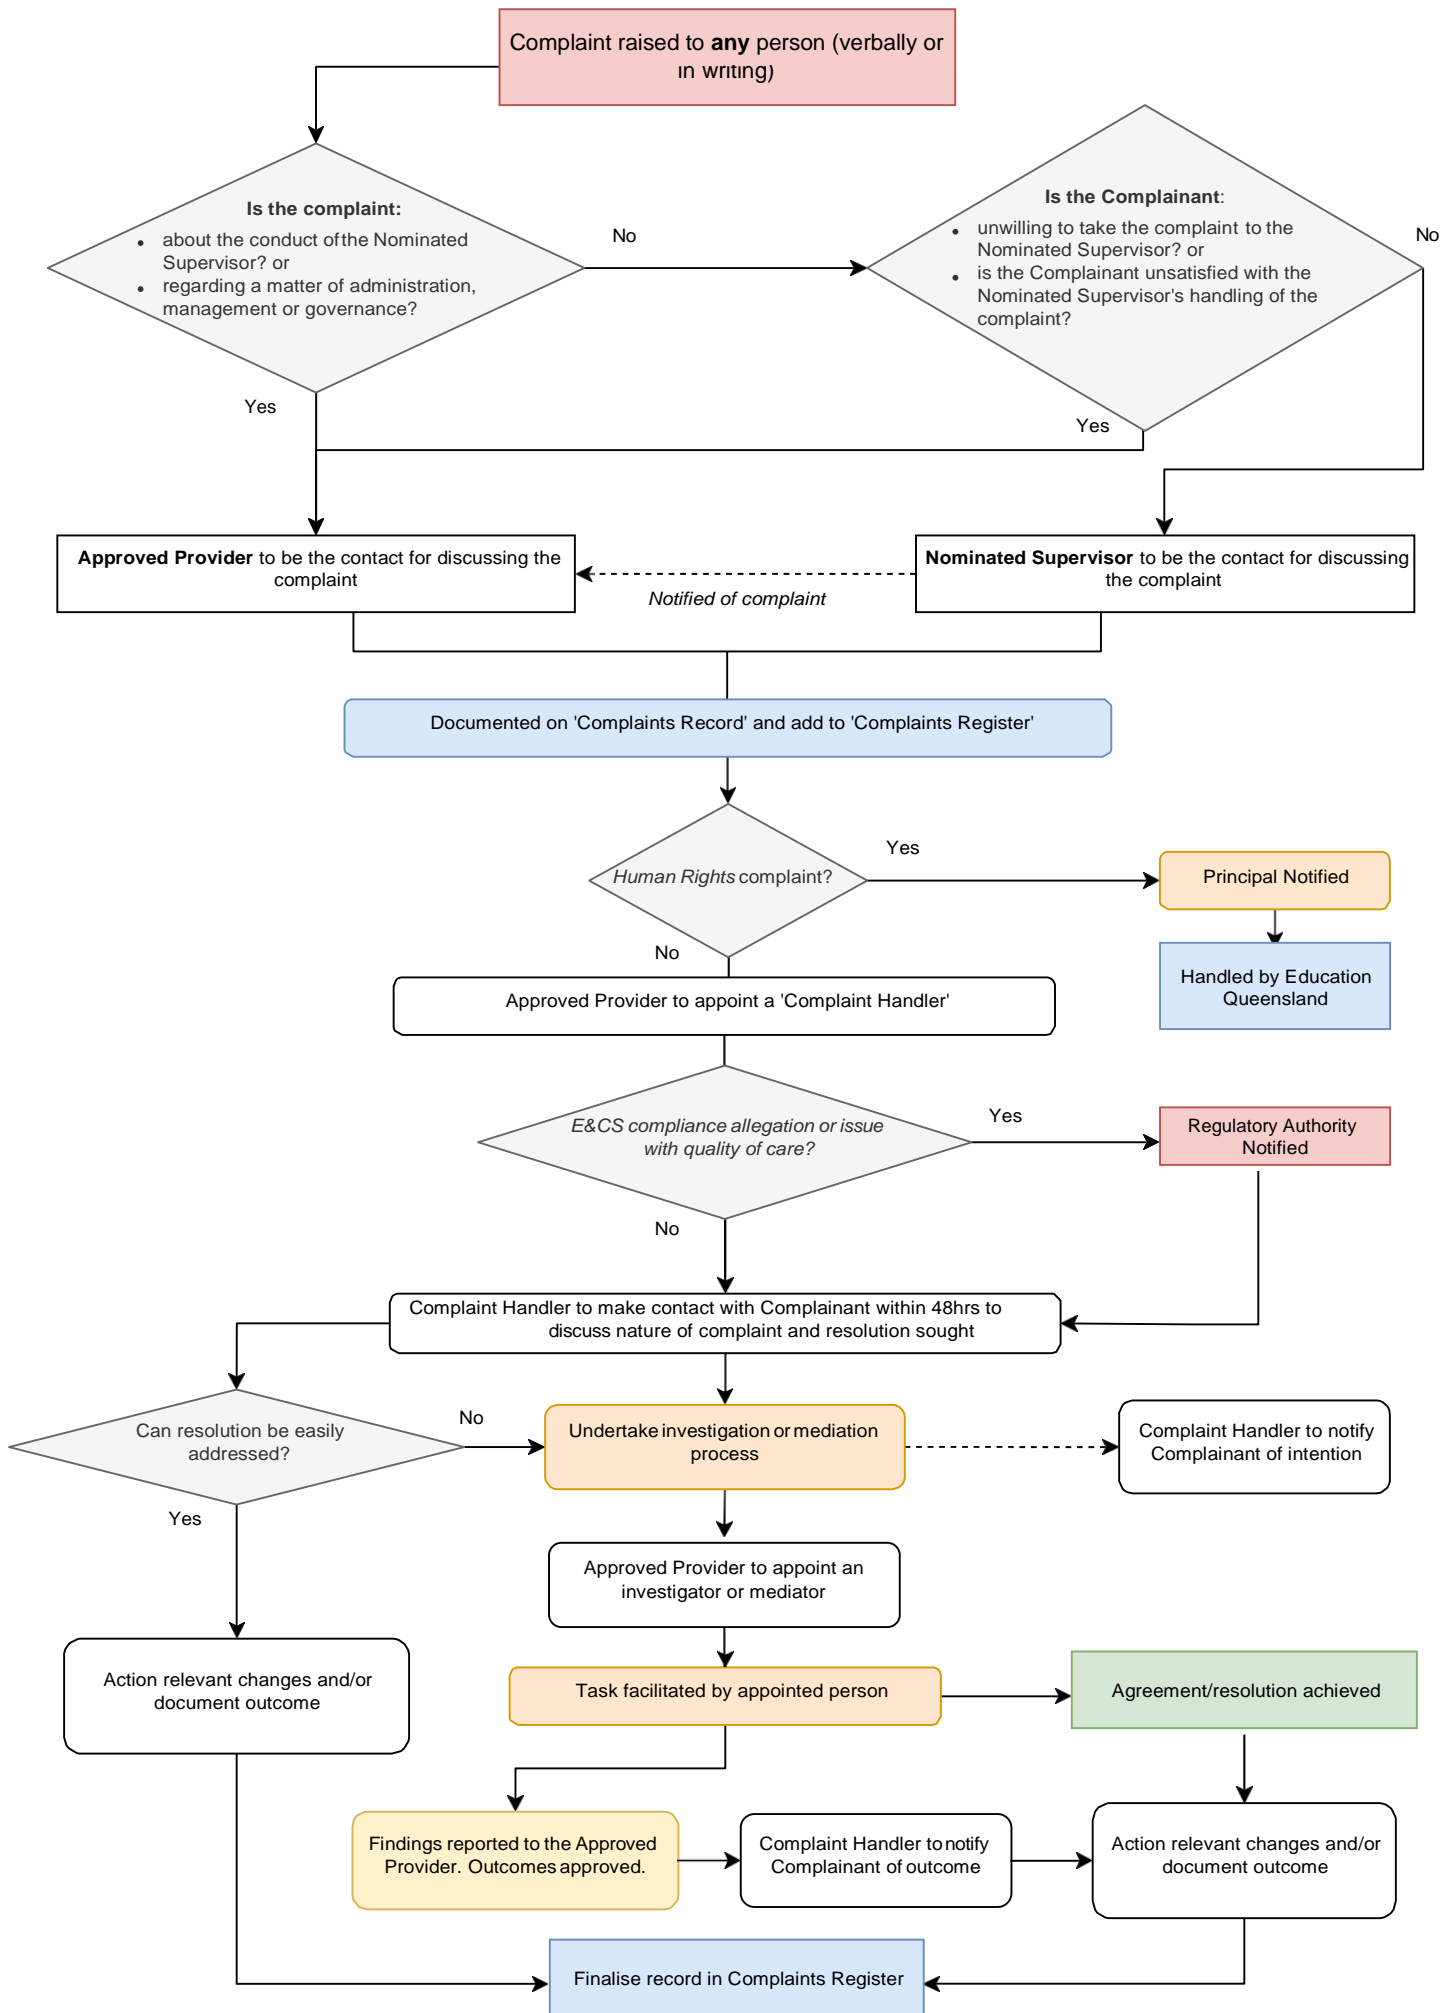 Complaint raised to any person (verbally or
in writing)
Is the complaint:
• about the conduct of the Nominated
Supervisor? or
• regarding a matter of administration,
management or governance?
No
Is the Complainant:
• unwilling to take the complaint to the
Nominated Supervisor? or
• is the Complainant unsatisfied with the
Nominated Supervisor's handling of the
complaint?
No
Yes
Yes
Approved Provider to be the contact for discussing the
complaint
Notified of complaint
Nominated Supervisor to be the contact for discussing
the complaint
Documented on 'Complaints Record' and add to 'Complaints Register'
Human Rights complaint?
Yes
Principal Notified
No
Handled by Education
Queensland
Approved Provider to appoint a 'Complaint Handler'
E&CS compliance allegation or issue
with quality of care?
Yes
Regulatory Authority
Notified
No
Complaint Handler to make contact with Complainant within 48hrs to
discuss nature of complaint and resolution sought
Can resolution be easily
addressed?
No
Undertake investigation or mediation
process
Complaint Handler to notify
Complainant of intention
Yes
Approved Provider to appoint an
investigator or mediator
Action relevant changes and/or
document outcome
Task facilitated by appointed person
Agreement/resolution achieved
Findings reported to the Approved
Provider. Outcomes approved.
Complaint Handler to notify
Complainant of outcome
Action relevant changes and/or
document outcome
Finalise record in Complaints Register